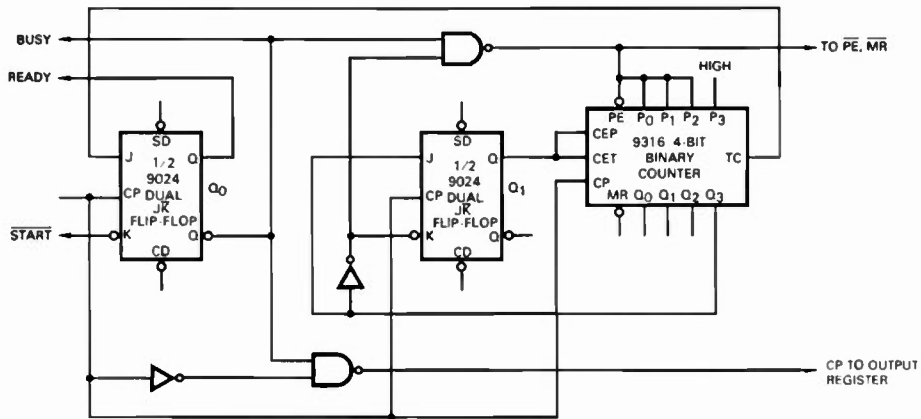 BUSY
READY
TO PE, MR
HIGH
SD
J
1/2
Q
9024
CP
DUAL
JK
FLIP-FLOP
K
Q
CD
Q0
START
SD
J
1/2
Q
9024
CP
DUAL
JK
FLIP-FLOP
K
Q
CD
Q1
PE P0 P1 P2 P3
CEP
9316 4-BIT
CET
BINARY
TC
COUNTER
CP
MR Q0 Q1 Q2 Q3
CP TO OUTPUT
REGISTER